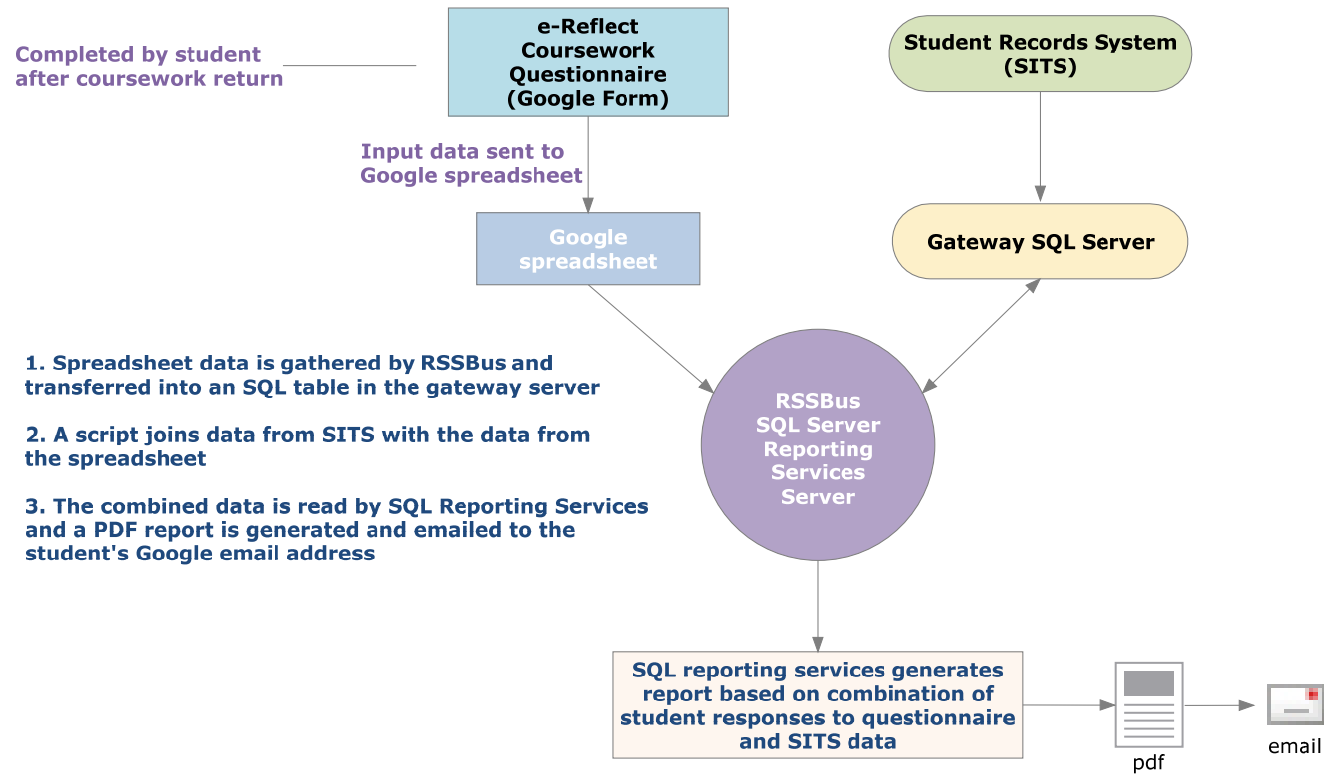 e-Reflect
Coursework
Questionnaire
(Google Form)
Student Records System
(SITS)
Completed by student
after coursework return
Input data sent to
Google spreadsheet
Google
spreadsheet
Gateway SQL Server
1. Spreadsheet data is gathered by RSSBus and
transferred into an SQL table in the gateway server
2. A script joins data from SITS with the data from
the spreadsheet
3. The combined data is read by SQL Reporting Services
and a PDF report is generated and emailed to the
student's Google email address
RSSBus
SQL Server
Reporting
Services
Server
SQL reporting services generates
report based on combination of
student responses to questionnaire
and SITS data
pdf
email